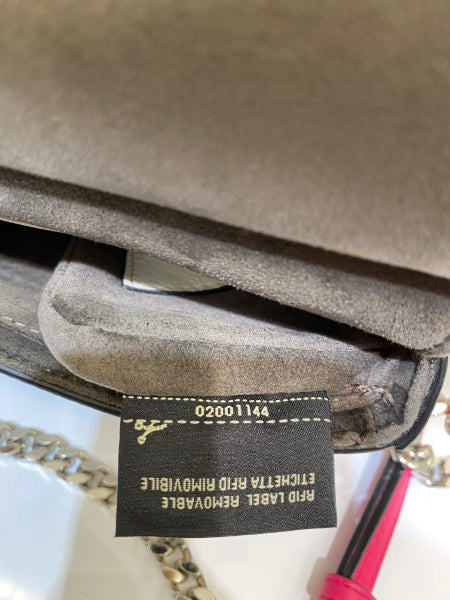 02001144
RFID LABEL REMOVABLE
ETICHETTA RFID RIMOVIBILE